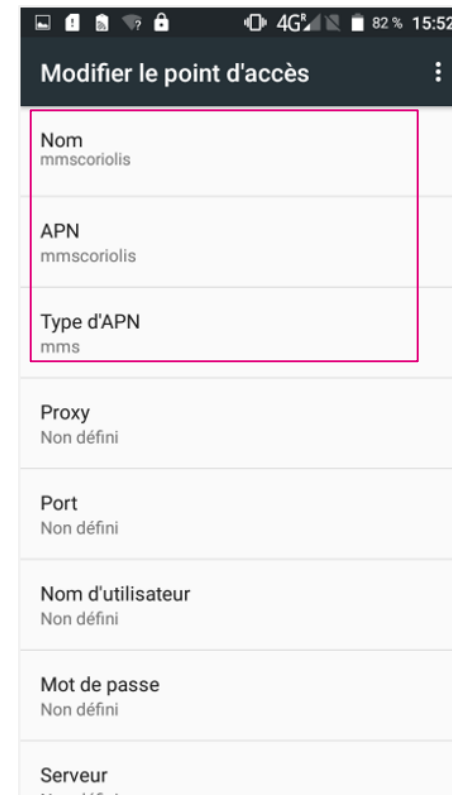 4G R 82 % 15:52
Modifier le point d'accès
Nom
mmscoriolis
APN
mmscoriolis
Type d'APN
mms
Proxy
Non défini
Port
Non défini
Nom d'utilisateur
Non défini
Mot de passe
Non défini
Serveur